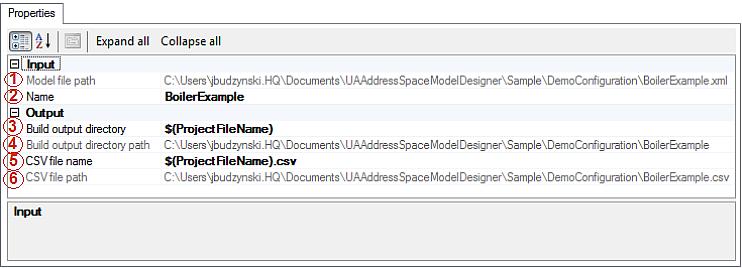 Properties
A Z Expand all Collapse all
Input
1 Model file path C:\Users\jbudzynski.HQ\Documents\UAAddressSpaceModelDesigner\Sample\DemoConfiguration\BoilerExample.xml
2 Name BoilerExample
Output
3 Build output directory $(ProjectFileName)
4 Build output directory path C:\Users\jbudzynski.HQ\Documents\UAAddressSpaceModelDesigner\Sample\DemoConfiguration\BoilerExample
5 CSV file name $(ProjectFileName).csv
6 CSV file path C:\Users\jbudzynski.HQ\Documents\UAAddressSpaceModelDesigner\Sample\DemoConfiguration\BoilerExample.csv
Input